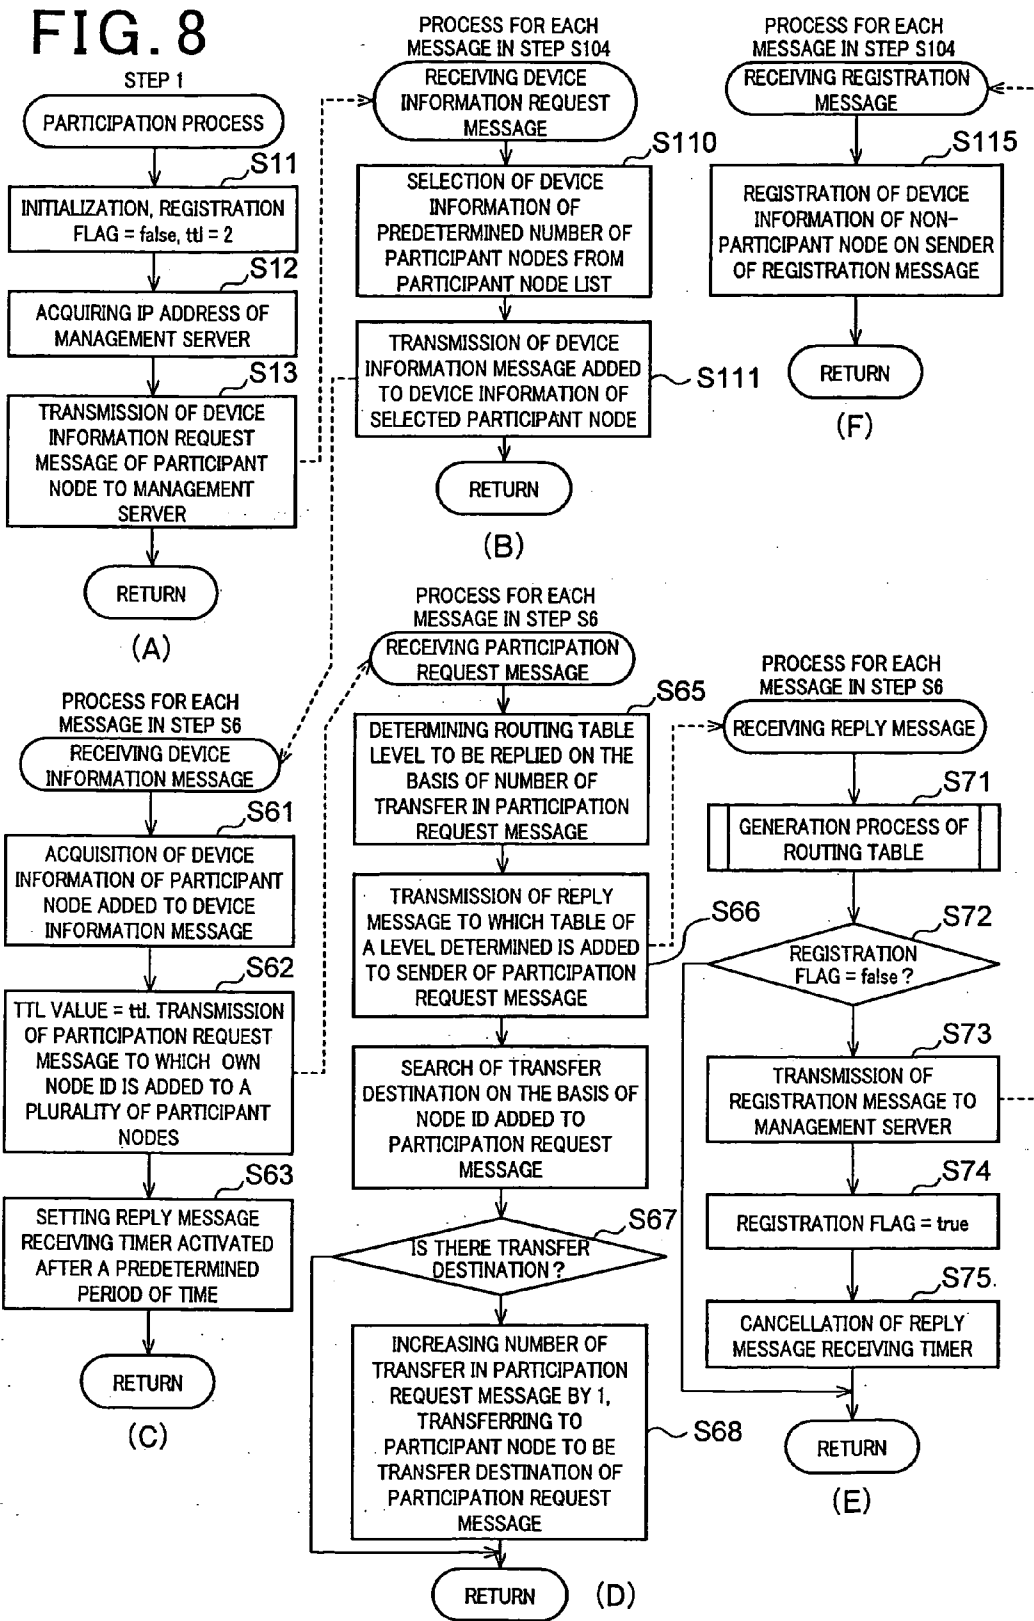 FIG. 8
STEP 1
PARTICIPATION PROCESS
S11
INITIALIZATION, REGISTRATION
FLAG = false, ttl = 2
S12
ACQUIRING IP ADDRESS OF
MANAGEMENT SERVER
S13
TRANSMISSION OF DEVICE
INFORMATION REQUEST
MESSAGE OF PARTICIPANT
NODE TO MANAGEMENT
SERVER
RETURN
(A)
PROCESS FOR EACH
MESSAGE IN STEP S104
RECEIVING DEVICE
INFORMATION REQUEST
MESSAGE
S110
SELECTION OF DEVICE
INFORMATION OF
PREDETERMINED NUMBER OF
PARTICIPANT NODES FROM
PARTICIPANT NODE LIST
TRANSMISSION OF DEVICE
INFORMATION MESSAGE ADDED
TO DEVICE INFORMATION OF
SELECTED PARTICIPANT NODE
S111
RETURN
(B)
PROCESS FOR EACH
MESSAGE IN STEP S104
RECEIVING REGISTRATION
MESSAGE
S115
REGISTRATION OF DEVICE
INFORMATION OF NON-
PARTICIPANT NODE ON SENDER
OF REGISTRATION MESSAGE
RETURN
(F)
PROCESS FOR EACH
MESSAGE IN STEP S6
RECEIVING DEVICE
INFORMATION MESSAGE
S61
ACQUISITION OF DEVICE
INFORMATION OF PARTICIPANT
NODE ADDED TO DEVICE
INFORMATION MESSAGE
S62
TTL VALUE = ttl. TRANSMISSION
OF PARTICIPATION REQUEST
MESSAGE TO WHICH OWN
NODE ID IS ADDED TO A
PLURALITY OF PARTICIPANT
NODES
S63
SETTING REPLY MESSAGE
RECEIVING TIMER ACTIVATED
AFTER A PREDETERMINED
PERIOD OF TIME
RETURN
(C)
PROCESS FOR EACH
MESSAGE IN STEP S6
RECEIVING PARTICIPATION
REQUEST MESSAGE
S65
DETERMINING ROUTING TABLE
LEVEL TO BE REPLIED ON THE
BASIS OF NUMBER OF
TRANSFER IN PARTICIPATION
REQUEST MESSAGE
TRANSMISSION OF REPLY
MESSAGE TO WHICH TABLE OF
A LEVEL DETERMINED IS ADDED
TO SENDER OF PARTICIPATION
REQUEST MESSAGE
S66
SEARCH OF TRANSFER
DESTINATION ON THE BASIS OF
NODE ID ADDED TO
PARTICIPATION REQUEST
MESSAGE
S67
IS THERE TRANSFER
DESTINATION ?
INCREASING NUMBER OF
TRANSFER IN PARTICIPATION
REQUEST MESSAGE BY 1,
TRANSFERRING TO
PARTICIPANT NODE TO BE
TRANSFER DESTINATION OF
PARTICIPATION REQUEST
MESSAGE
S68
RETURN
(D)
PROCESS FOR EACH
MESSAGE IN STEP S6
RECEIVING REPLY MESSAGE
S71
GENERATION PROCESS OF
ROUTING TABLE
S72
REGISTRATION
FLAG = false ?
S73
TRANSMISSION OF
REGISTRATION MESSAGE TO
MANAGEMENT SERVER
S74
REGISTRATION FLAG = true
S75
CANCELLATION OF REPLY
MESSAGE RECEIVING TIMER
RETURN
(E)